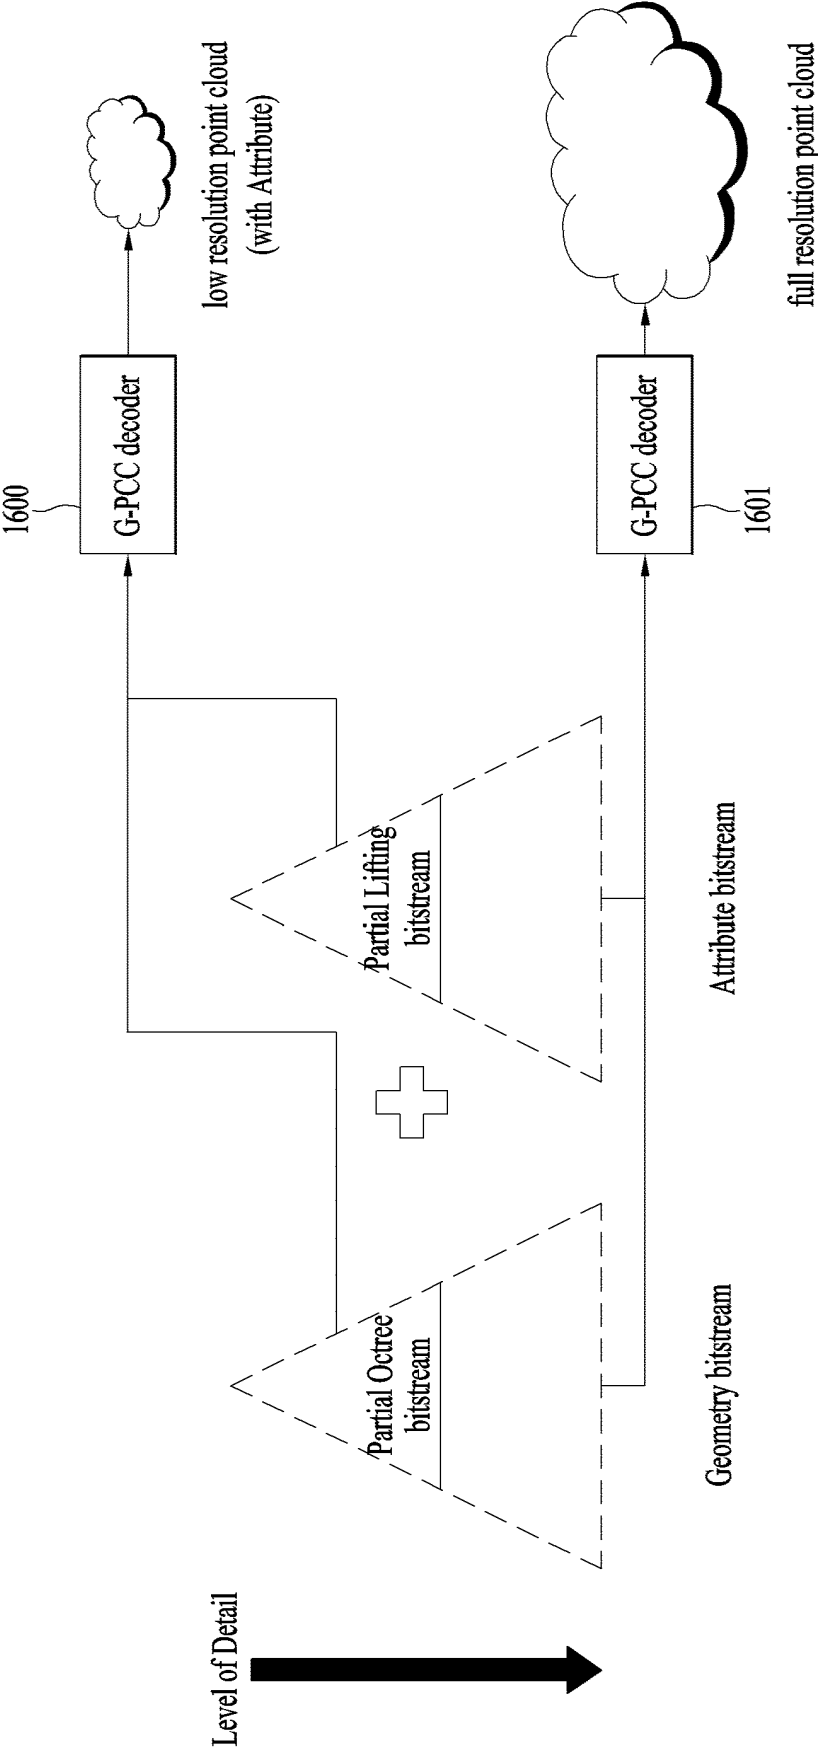 Level of Detail
Partial Octree
bitstream
Geometry bitstream
Partial Lifting
bitstream
Attribute bitstream
1600
G-PCC decoder
low resolution point cloud
(with Attribute)
G-PCC decoder
1601
full resolution point cloud